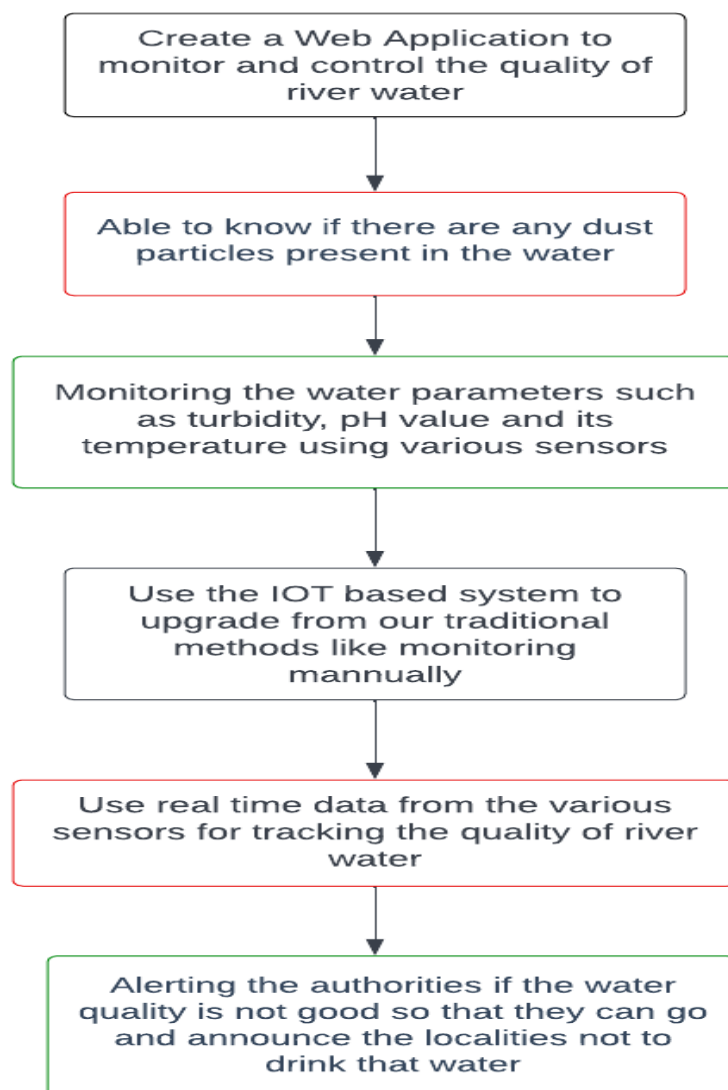 Create a Web Application to
monitor and control the quality of
river water
Able to know if there are any dust
particles present in the water
Monitoring the water parameters such
as turbidity, pH value and its
temperature using various sensors
Use the IOT based system to
upgrade from our traditional
methods like monitoring
mannually
Use real time data from the various
sensors for tracking the quality of river
water
Alerting the authorities if the water
quality is not good so that they can go
and announce the localities not to
drink that water